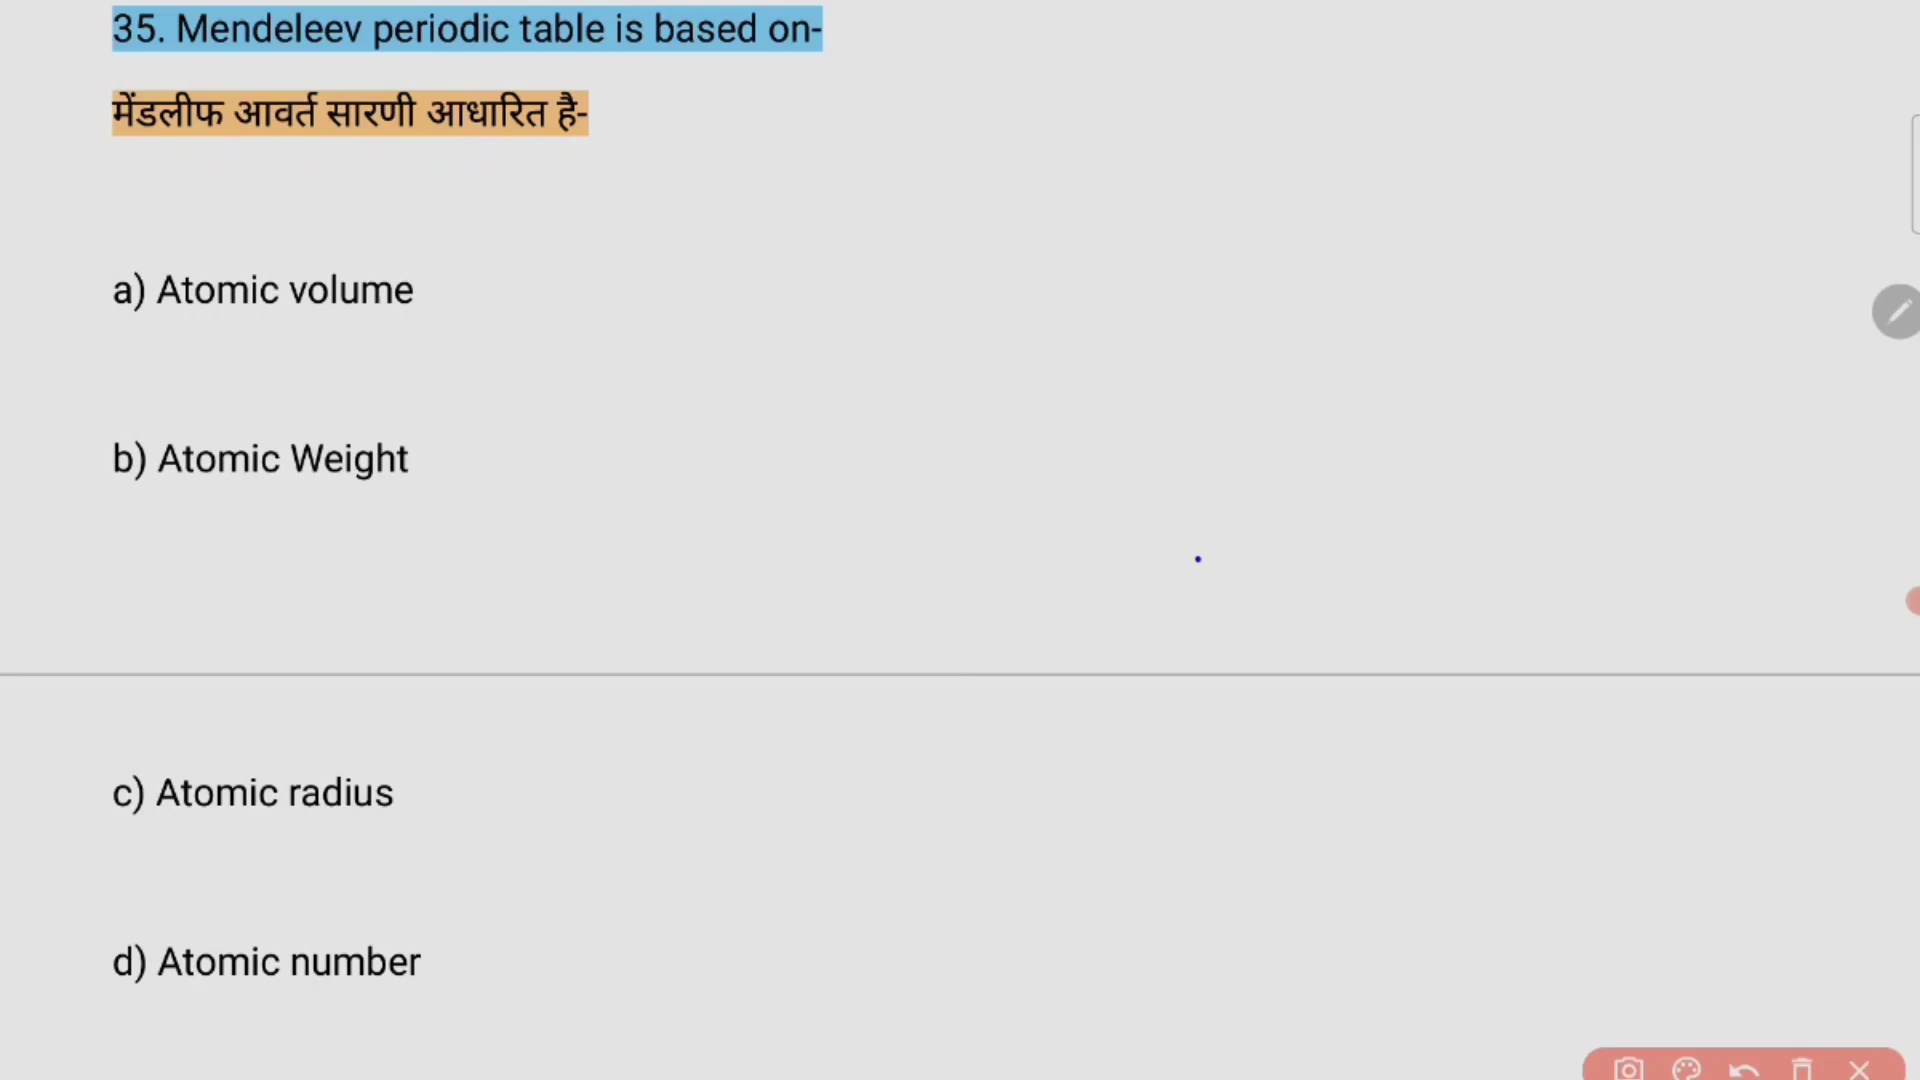 35. Mendeleev periodic table is based on-
मेंडलीफ आवर्त सारणी आधारित है-
a) Atomic volume
b) Atomic Weight
c) Atomic radius
d) Atomic number